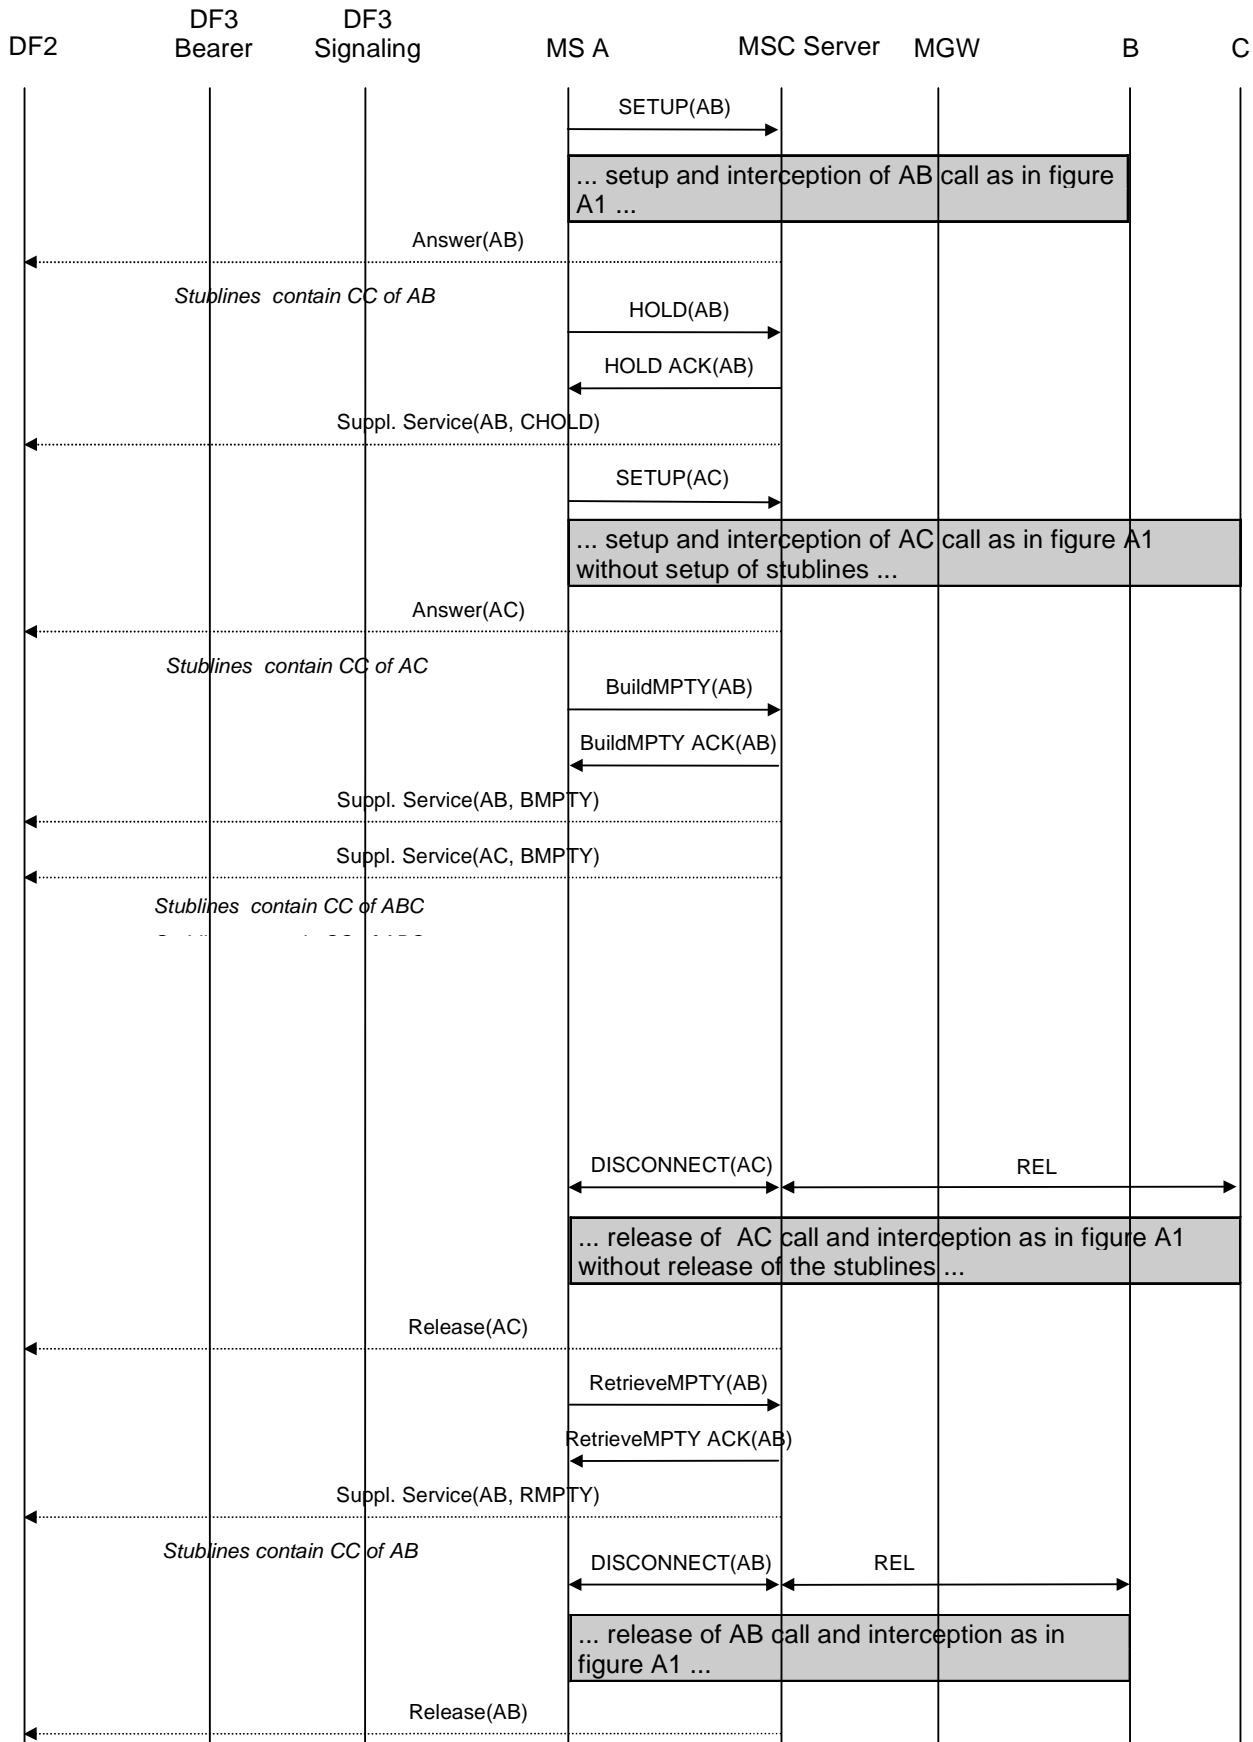 DF2
DF3
Bearer
DF3
Signaling
MS A
MSC Server
MGW
B
C
SETUP(AB)
... setup and interception of AB call as in figure
A1 ...
Answer(AB)
Stublines contain CC of AB
HOLD(AB)
HOLD ACK(AB)
Suppl. Service(AB, CHOLD)
SETUP(AC)
... setup and interception of AC call as in figure A1
without setup of stublines ...
Answer(AC)
Stublines contain CC of AC
BuildMPTY(AB)
BuildMPTY ACK(AB)
Suppl. Service(AB, BMPTY)
Suppl. Service(AC, BMPTY)
Stublines contain CC of ABC
DISCONNECT(AC)
REL
... release of AC call and interception as in figure A1
without release of the stublines ...
Release(AC)
RetrieveMPTY(AB)
RetrieveMPTY ACK(AB)
Suppl. Service(AB, RMPTY)
Stublines contain CC of AB
DISCONNECT(AB)
REL
... release of AB call and interception as in
figure A1 ...
Release(AB)